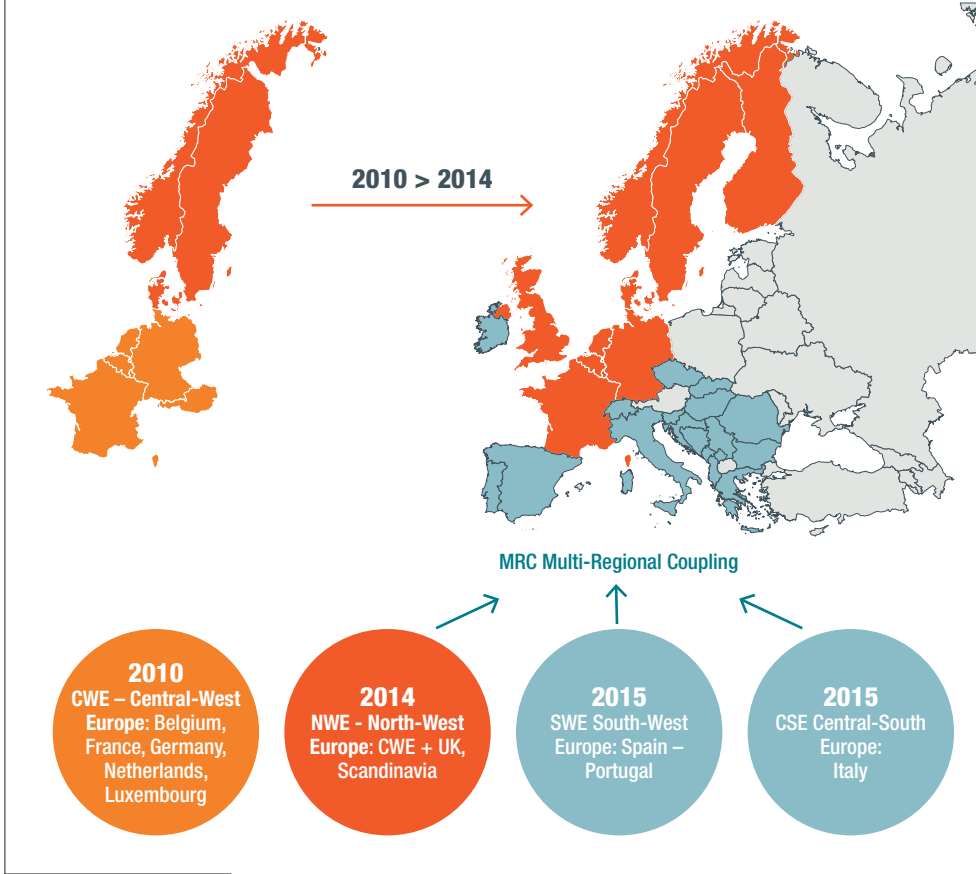 2010 > 2014
MRC Multi-Regional Coupling
2010
CWE – Central-West
Europe: Belgium,
France, Germany,
Netherlands,
Luxembourg
2014
NWE - North-West
Europe: CWE + UK,
Scandinavia
2015
SWE South-West
Europe: Spain –
Portugal
2015
CSE Central-South
Europe:
Italy